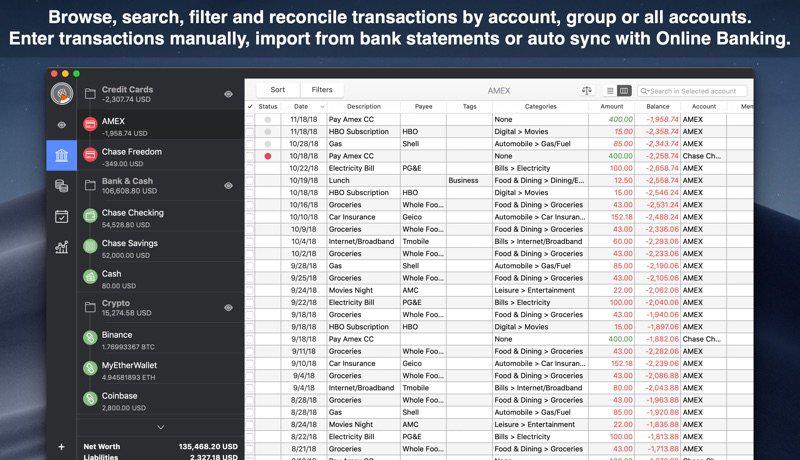 Browse, search, filter and reconcile transactions by account, group or all accounts.
Enter transactions manually, import from bank statements or auto sync with Online Banking.
Credit Cards
-2,307.74 USD
AMEX
-1,958.74 USD
Chase Freedom
-349.00 USD
Bank & Cash
106,608.80 USD
Chase Checking
54,528.80 USD
Chase Savings
52,000.00 USD
Cash
80.00 USD
Crypto
15,274.58 USD
Binance
1.76993367 BTC
MyEtherWallet
4.94581893 ETH
Coinbase
2,800.00 USD
Net Worth 135,468.20 USD
Liabilities 2,327.18 USD
Sort Filters AMEX Search in Selected account
✓ Status Date Description Payee Tags Categories Amount Balance Account Mem
11/18/18 Pay Amex CC None 400.00 -1,958.74 AMEX
11/18/18 HBO Subscription HBO Digital > Movies 15.00 -2,358.74 AMEX
10/28/18 Gas Shell Automobile > Gas/Fuel 85.00 -2,343.74 AMEX
10/18/18 Pay Amex CC None 400.00 -2,258.74 Chase Ch...
10/22/18 Electricity Bill PG&E Bills > Electricity 100.00 -2,658.74 AMEX
10/19/18 Lunch Business Food & Dining > Dining/E... 12.50 -2,558.74 AMEX
10/18/18 HBO Subscription HBO Digital > Movies 15.00 -2,546.24 AMEX
10/16/18 Groceries Whole Foo... Food & Dining > Groceries 43.00 -2,531.24 AMEX
10/10/18 Car Insurance Geico Automobile > Car Insuran... 152.18 -2,488.24 AMEX
10/9/18 Groceries Whole Foo... Food & Dining > Groceries 43.00 -2,336.06 AMEX
10/4/18 Internet/Broadband Tmobile Bills > Internet/Broadband 60.00 -2,293.06 AMEX
10/2/18 Groceries Whole Foo... Food & Dining > Groceries 43.00 -2,233.06 AMEX
9/28/18 Gas Shell Automobile > Gas/Fuel 85.00 -2,190.06 AMEX
9/25/18 Groceries Whole Foo... Food & Dining > Groceries 43.00 -2,105.06 AMEX
9/24/18 Movies Night AMC Leisure > Entertainment 22.00 -2,062.06 AMEX
9/22/18 Electricity Bill PG&E Bills > Electricity 100.00 -2,040.06 AMEX
9/18/18 Groceries Whole Foo... Food & Dining > Groceries 43.00 -1,940.06 AMEX
9/18/18 HBO Subscription HBO Digital > Movies 15.00 -1,897.06 AMEX
9/18/18 Pay Amex CC None 400.00 -1,882.06 Chase Ch...
9/11/18 Groceries Whole Foo... Food & Dining > Groceries 43.00 -2,282.06 AMEX
9/10/18 Car Insurance Geico Automobile > Car Insuran... 152.18 -2,239.06 AMEX
9/4/18 Groceries Whole Foo... Food & Dining > Groceries 43.00 -2,086.88 AMEX
9/4/18 Internet/Broadband Tmobile Bills > Internet/Broadband 80.00 -2,043.88 AMEX
8/28/18 Groceries Whole Foo... Food & Dining > Groceries 43.00 -1,963.88 AMEX
8/28/18 Gas Shell Automobile > Gas/Fuel 85.00 -1,920.88 AMEX
8/24/18 Movies Night AMC Leisure > Entertainment 22.00 -1,835.88 AMEX
8/22/18 Electricity Bill PG&E Bills > Electricity 100.00 -1,813.88 AMEX
8/21/18 Groceries Whole Foo... Food & Dining > Groceries 43.00 -1,713.88 AMEX